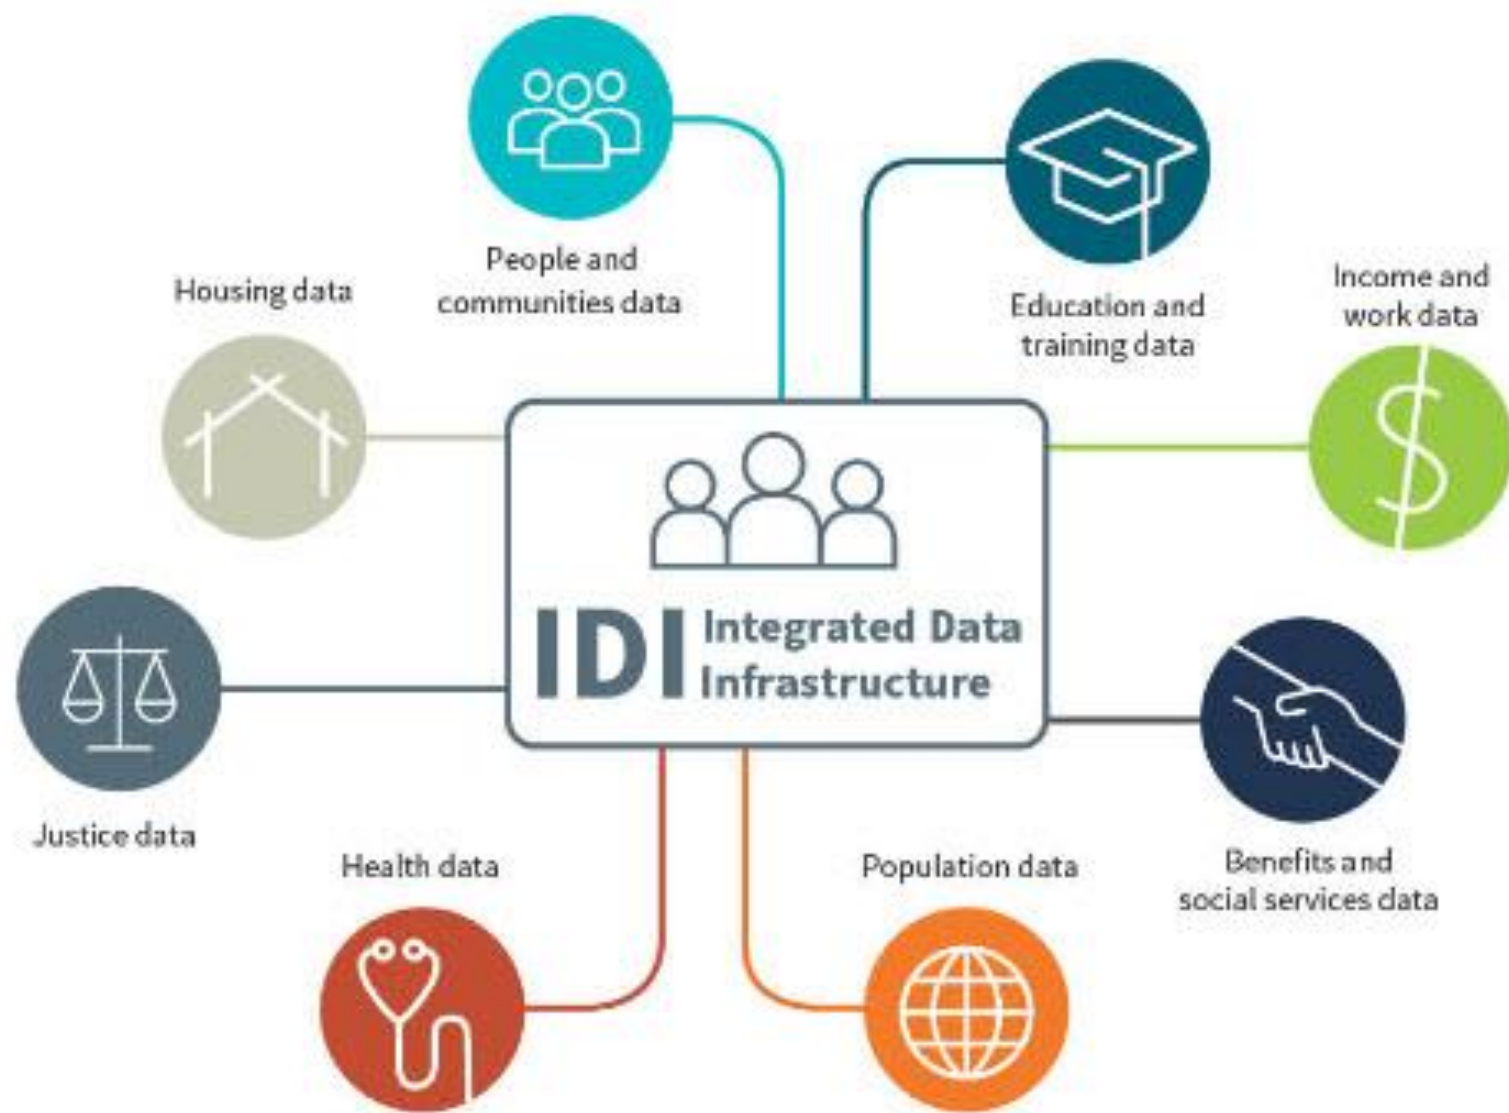 People and
communities data
Education and
training data
Housing data
Income and
work data
IDI Integrated Data
Infrastructure
Justice data
Health data
Population data
Benefits and
social services data